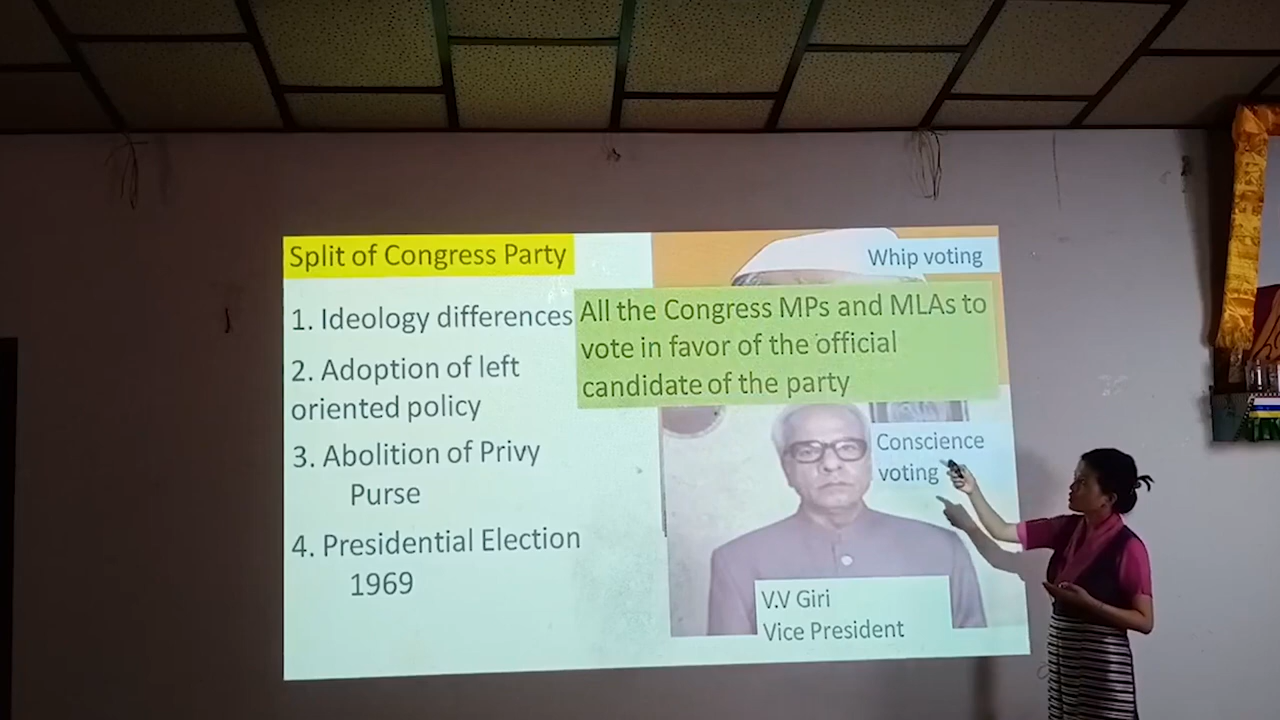 Split of Congress Party
1. Ideology differences
2. Adoption of left
oriented policy
3. Abolition of Privy
Purse
4. Presidential Election
1969
Whip voting
All the Congress MPs and MLAs to
vote in favor of the official
candidate of the party
Conscience
voting
V.V Giri
Vice President